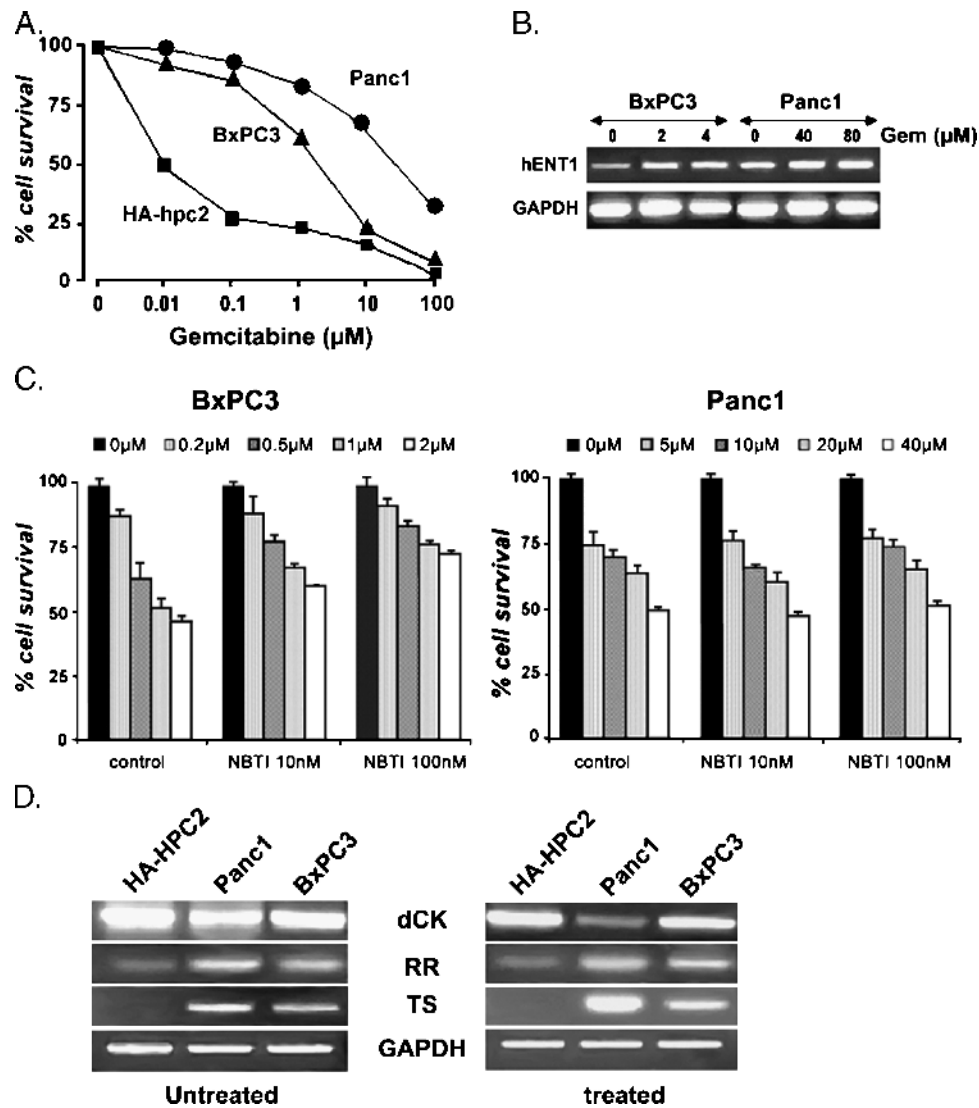 A.
% cell survival
100
75
50
25
0
Panc1
BxPC3
HA-hpc2
0 0.01 0.1 1 10 100
Gemcitabine (µM)
B.
BxPC3 Panc1
0 2 4 0 40 80 Gem (µM)
hENT1
GAPDH
C.
BxPC3
0µM 0.2µM 0.5µM 1µM 2µM
% cell survival
100
75
50
25
0
control NBTI 10nM NBTI 100nM
Panc1
0µM 5µM 10µM 20µM 40µM
% cell survival
100
75
50
25
0
control NBTI 10nM NBTI 100nM
D.
HA-HPC2 Panc1 BxPC3 HA-HPC2 Panc1 BxPC3
dCK
RR
TS
GAPDH
Untreated treated